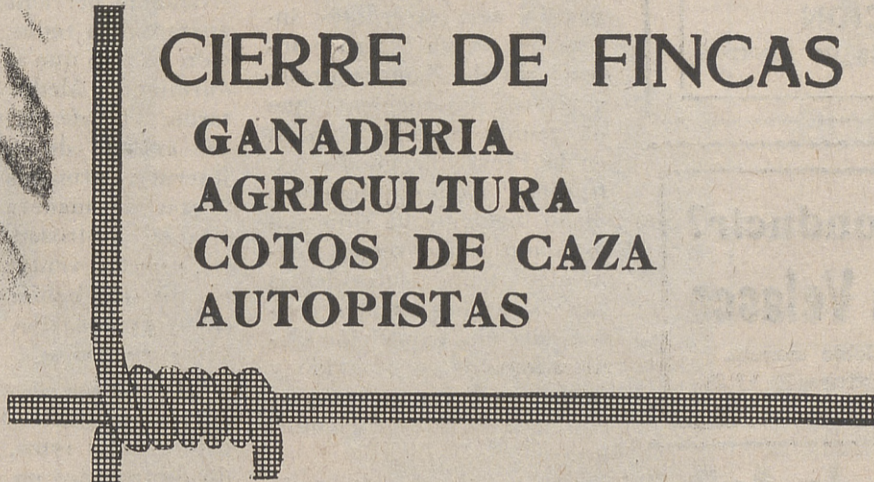 CIERRE DE FINCAS
GANADERIA
AGRICULTURA
COTOS DE CAZA
AUTOPISTAS